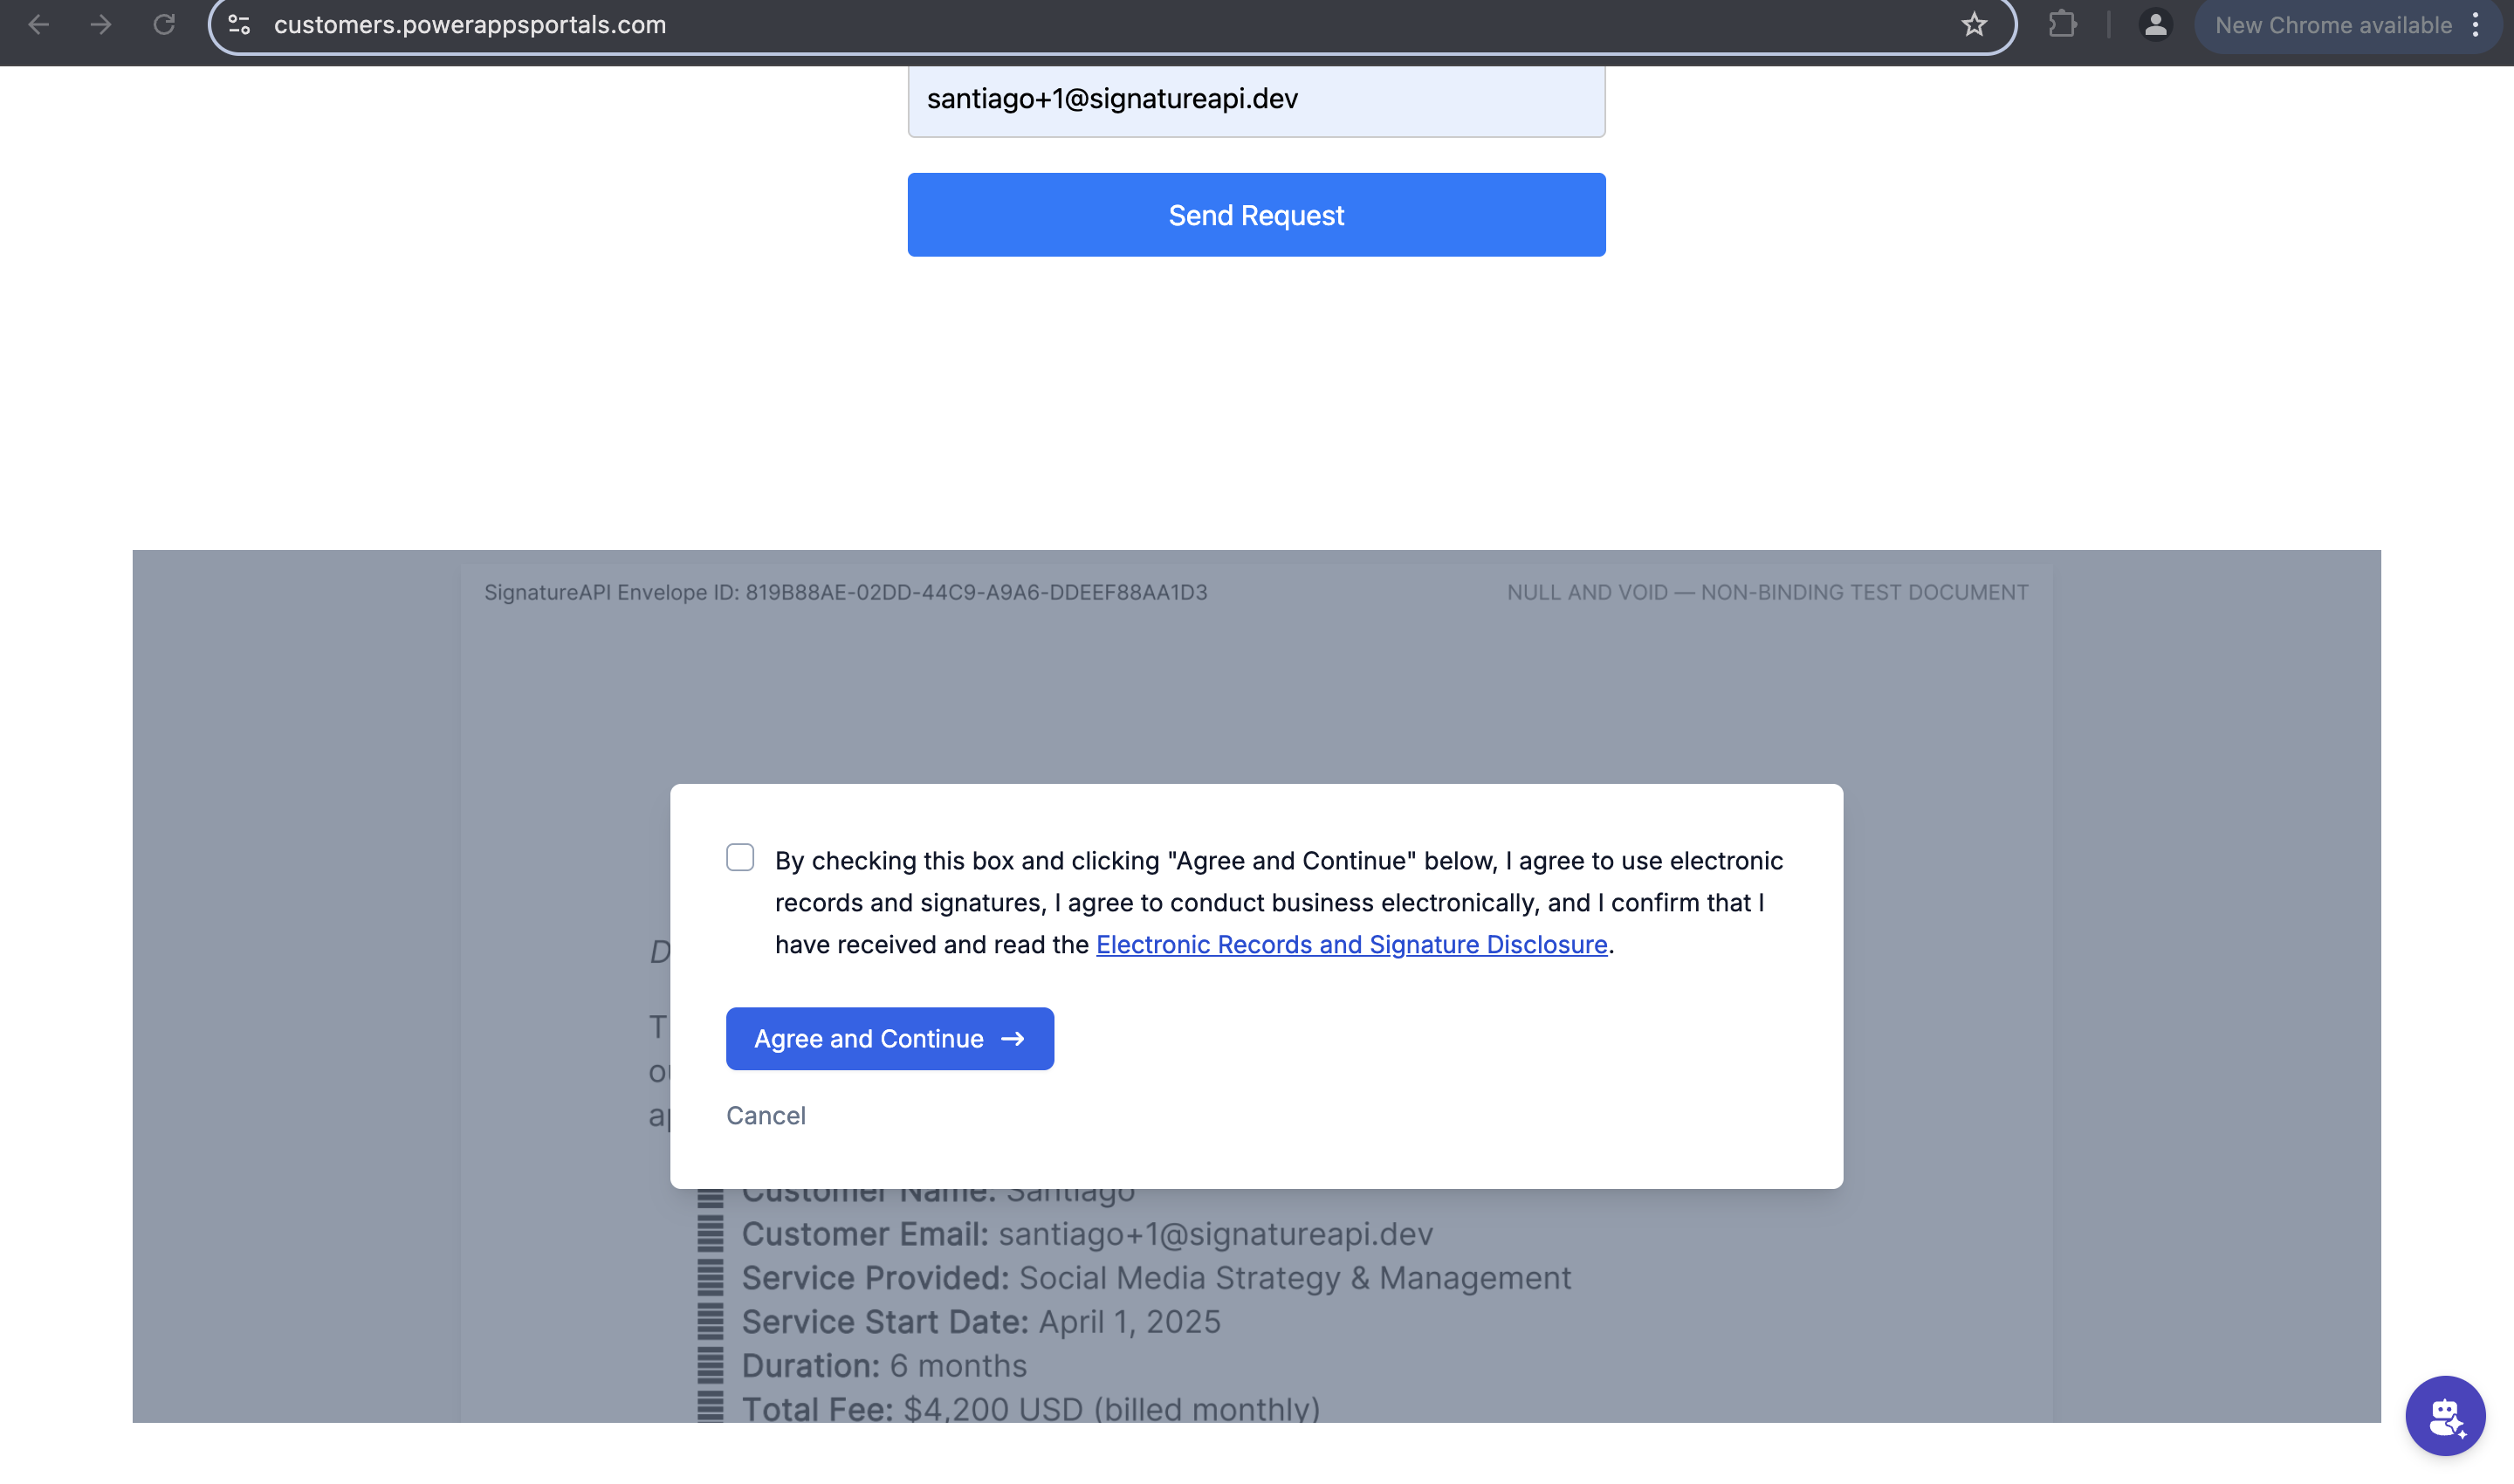 customers.powerappsportals.com
New Chrome available
santiago+1@signatureapi.dev
Send Request
SignatureAPI Envelope ID: 819B88AE-02DD-44C9-A9A6-DDEEF88AA1D3
NULL AND VOID — NON-BINDING TEST DOCUMENT
By checking this box and clicking "Agree and Continue" below, I agree to use electronic
records and signatures, I agree to conduct business electronically, and I confirm that I
have received and read the Electronic Records and Signature Disclosure.
Agree and Continue →
Cancel
Customer Name: Santiago
Customer Email: santiago+1@signatureapi.dev
Service Provided: Social Media Strategy & Management
Service Start Date: April 1, 2025
Duration: 6 months
Total Fee: $4,200 USD (billed monthly)